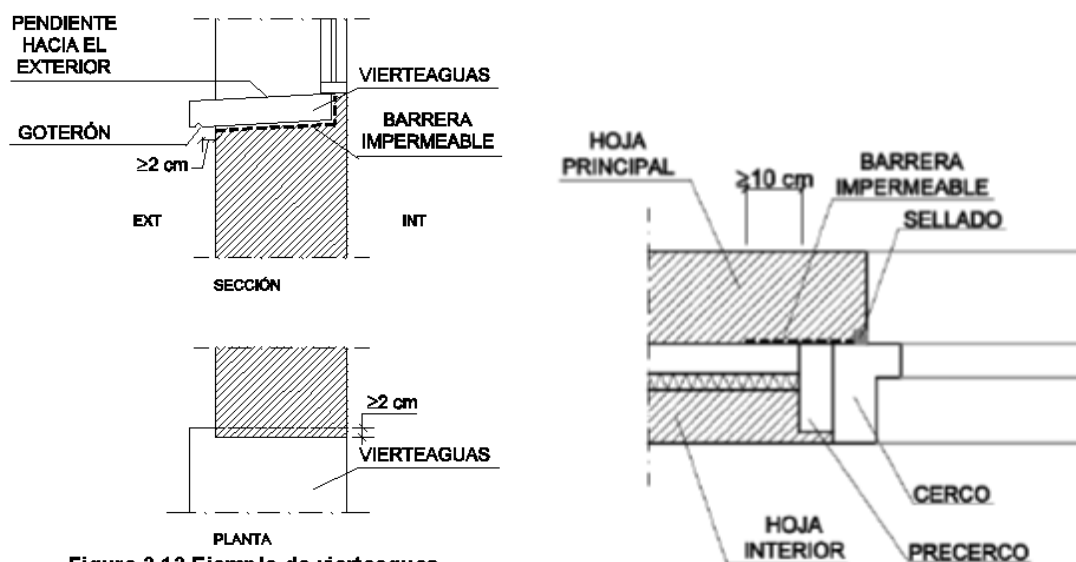 PENDIENTE
HACIA EL
EXTERIOR
VIERTEAGUAS
GOTERÓN
BARRERA
IMPERMEABLE
≥2 cm
EXT
INT
SECCIÓN
≥2 cm
VIERTEAGUAS
PLANTA
HOJA
PRINCIPAL
≥10 cm
BARRERA
IMPERMEABLE
SELLADO
CERCO
HOJA
INTERIOR
PRECERCO